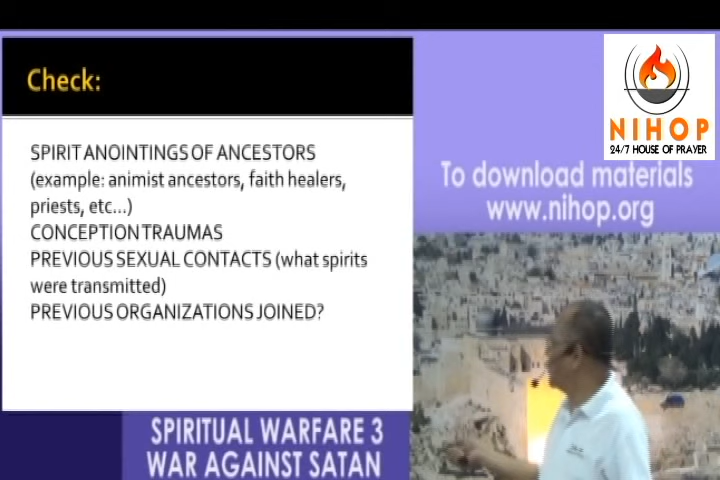 Check:
SPIRIT ANOINTINGS OF ANCESTORS
(example: animist ancestors, faith healers,
priests, etc...)
CONCEPTION TRAUMAS
PREVIOUS SEXUAL CONTACTS (what spirits
were transmitted)
PREVIOUS ORGANIZATIONS JOINED?
NIHOP
24/7 HOUSE OF PRAYER
To download materials
www.nihop.org
SPIRITUAL WARFARE 3
WAR AGAINST SATAN